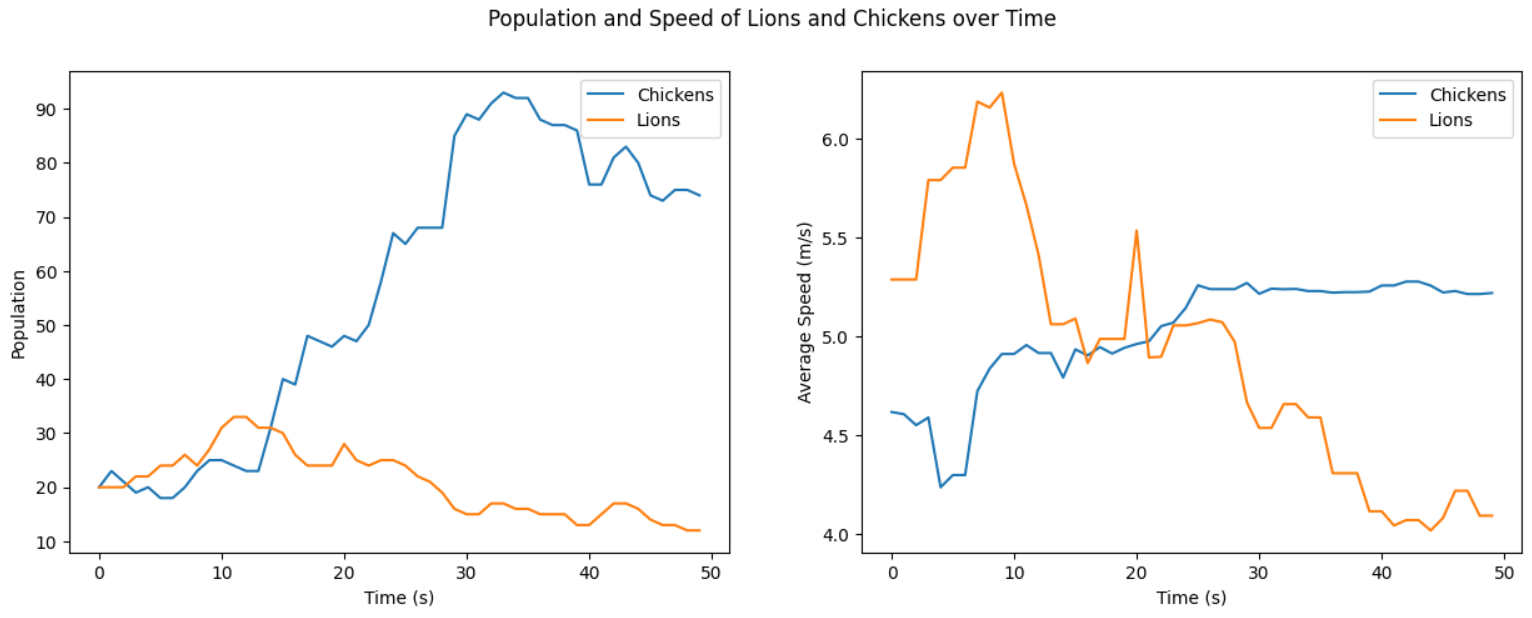 Population and Speed of Lions and Chickens over Time
Chickens
Lions
90
80
70
60
50
40
30
20
10
Population
0 10 20 30 40 50
Time (s)
Chickens
Lions
6.0
5.5
5.0
4.5
4.0
Average Speed (m/s)
0 10 20 30 40 50
Time (s)